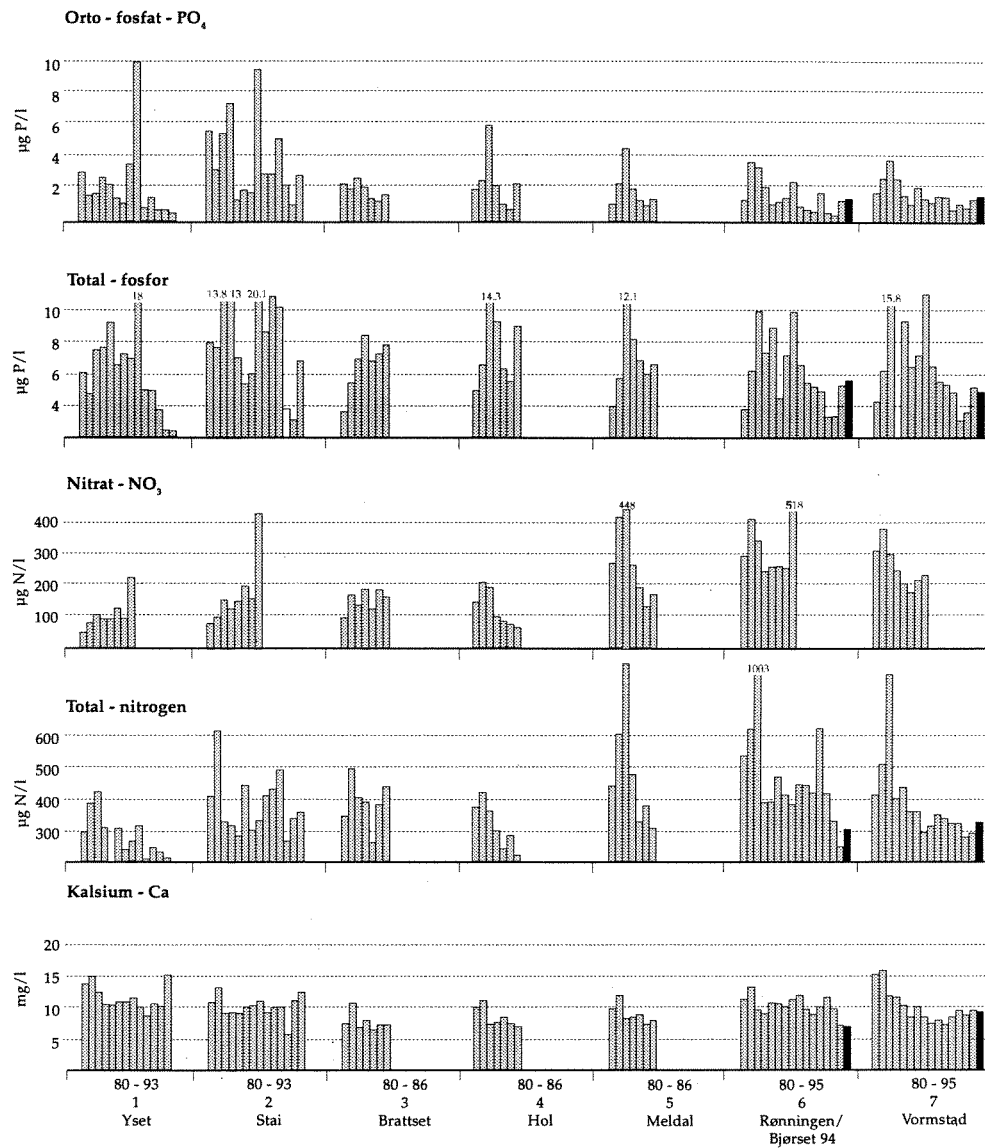 Orto - fosfat - PO₄
10
8
6
4
2
µg P/l
Total - fosfor
18
13.8 13 20.1
14.3
12.1
15.8
10
8
6
4
µg P/l
Nitrat - NO₃
448
518
400
300
200
100
µg N/l
Total - nitrogen
1003
600
500
400
300
µg N/l
Kalsium - Ca
20
15
10
5
mg/l
80 - 93 80 - 93 80 - 86 80 - 86 80 - 86 80 - 95 80 - 95
1 2 3 4 5 6 7
Yset Stai Brattset Hol Meldal Rønningen/ Vormstad
Bjørset 94